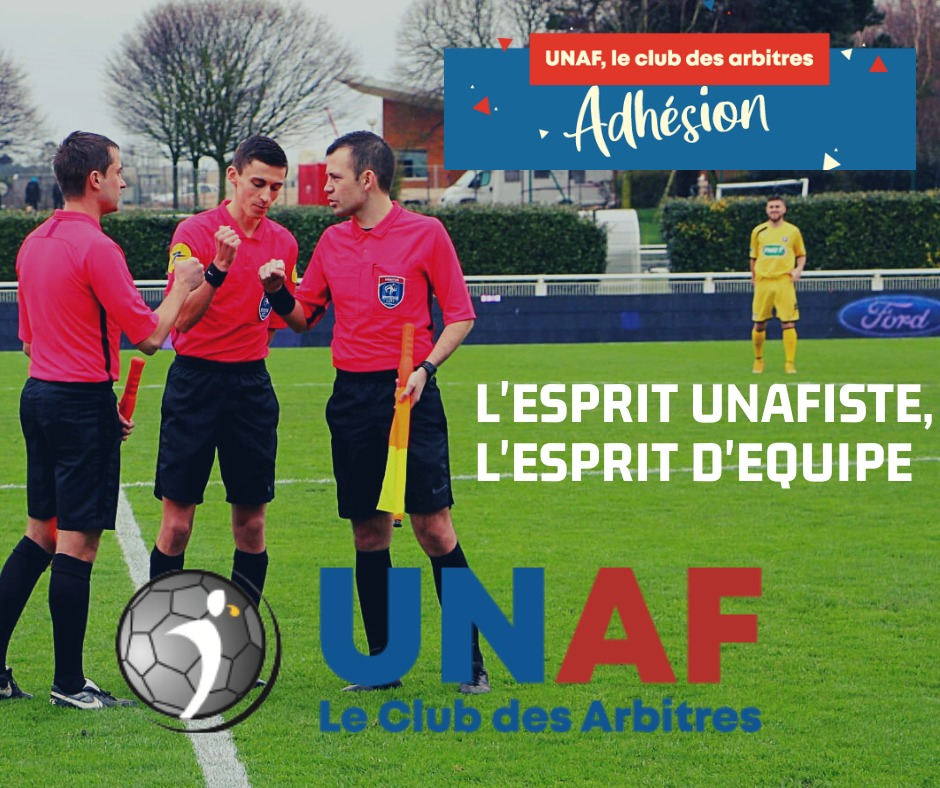 UNAF, le club des arbitres
Adhésion
Ford
L'ESPRIT UNAFISTE,
L'ESPRIT D'EQUIPE
UNAF
Le Club des Arbitres